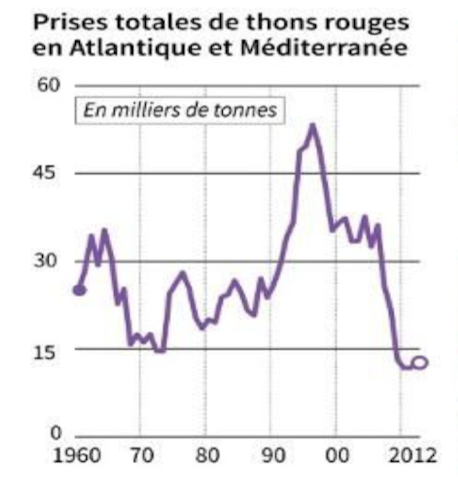 Prises totales de thons rouges
en Atlantique et Méditerranée
60
En milliers de tonnes
45
30
15
0
1960 70 80 90 00 2012